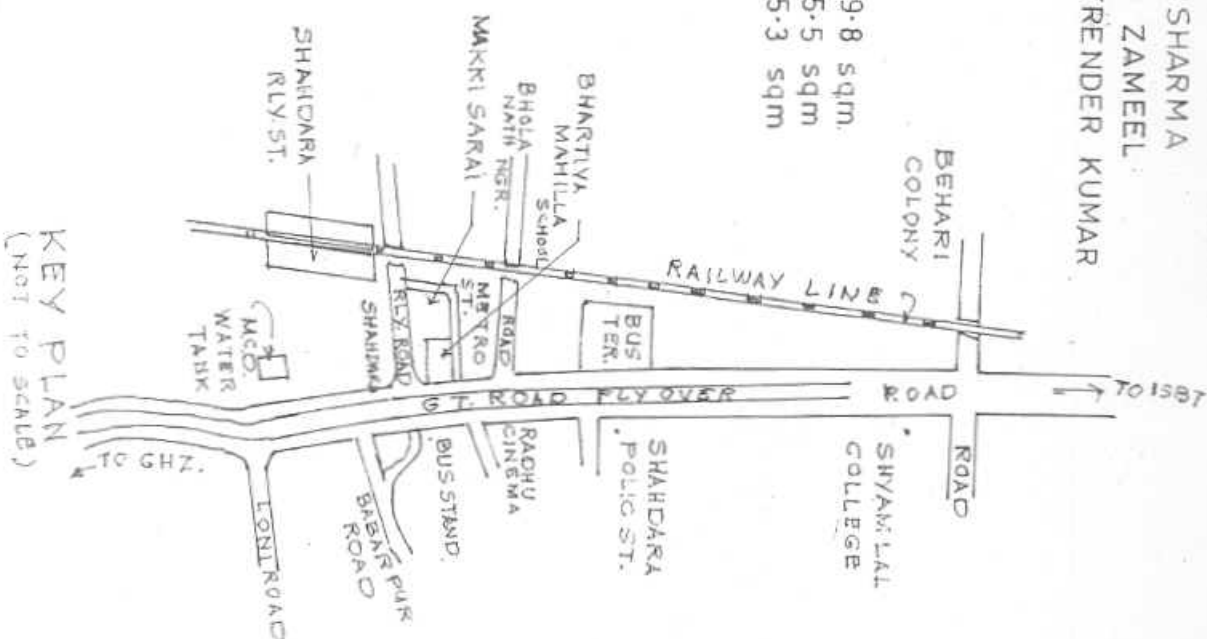 SHARMA
ZAMEEL
RENDER KUMAR
9.8 sqm.
5.5 sqm
5.3 sqm
BEHARI
COLONY
BHARTIYA
MAHILLA
SCHOOL
BHOLA
NATH NGR.
MAKKI SARAI
SHAHDARA
RLY. ST.
RAILWAY LINE
BUS
TER.
METRO
ST.
ROAD
RLY. ROAD
SHAHDARA
M.C.D.
WATER
TANK
G.T. ROAD FLY OVER
ROAD
TO ISBT
ROAD
SHYAM LAL
COLLEGE
SHAHDARA
POLIC ST.
RADHU
CINEMA
BUS STAND.
BABAR PUR
ROAD
LONI ROAD
TO GHZ.
KEY PLAN
(NOT TO SCALE)